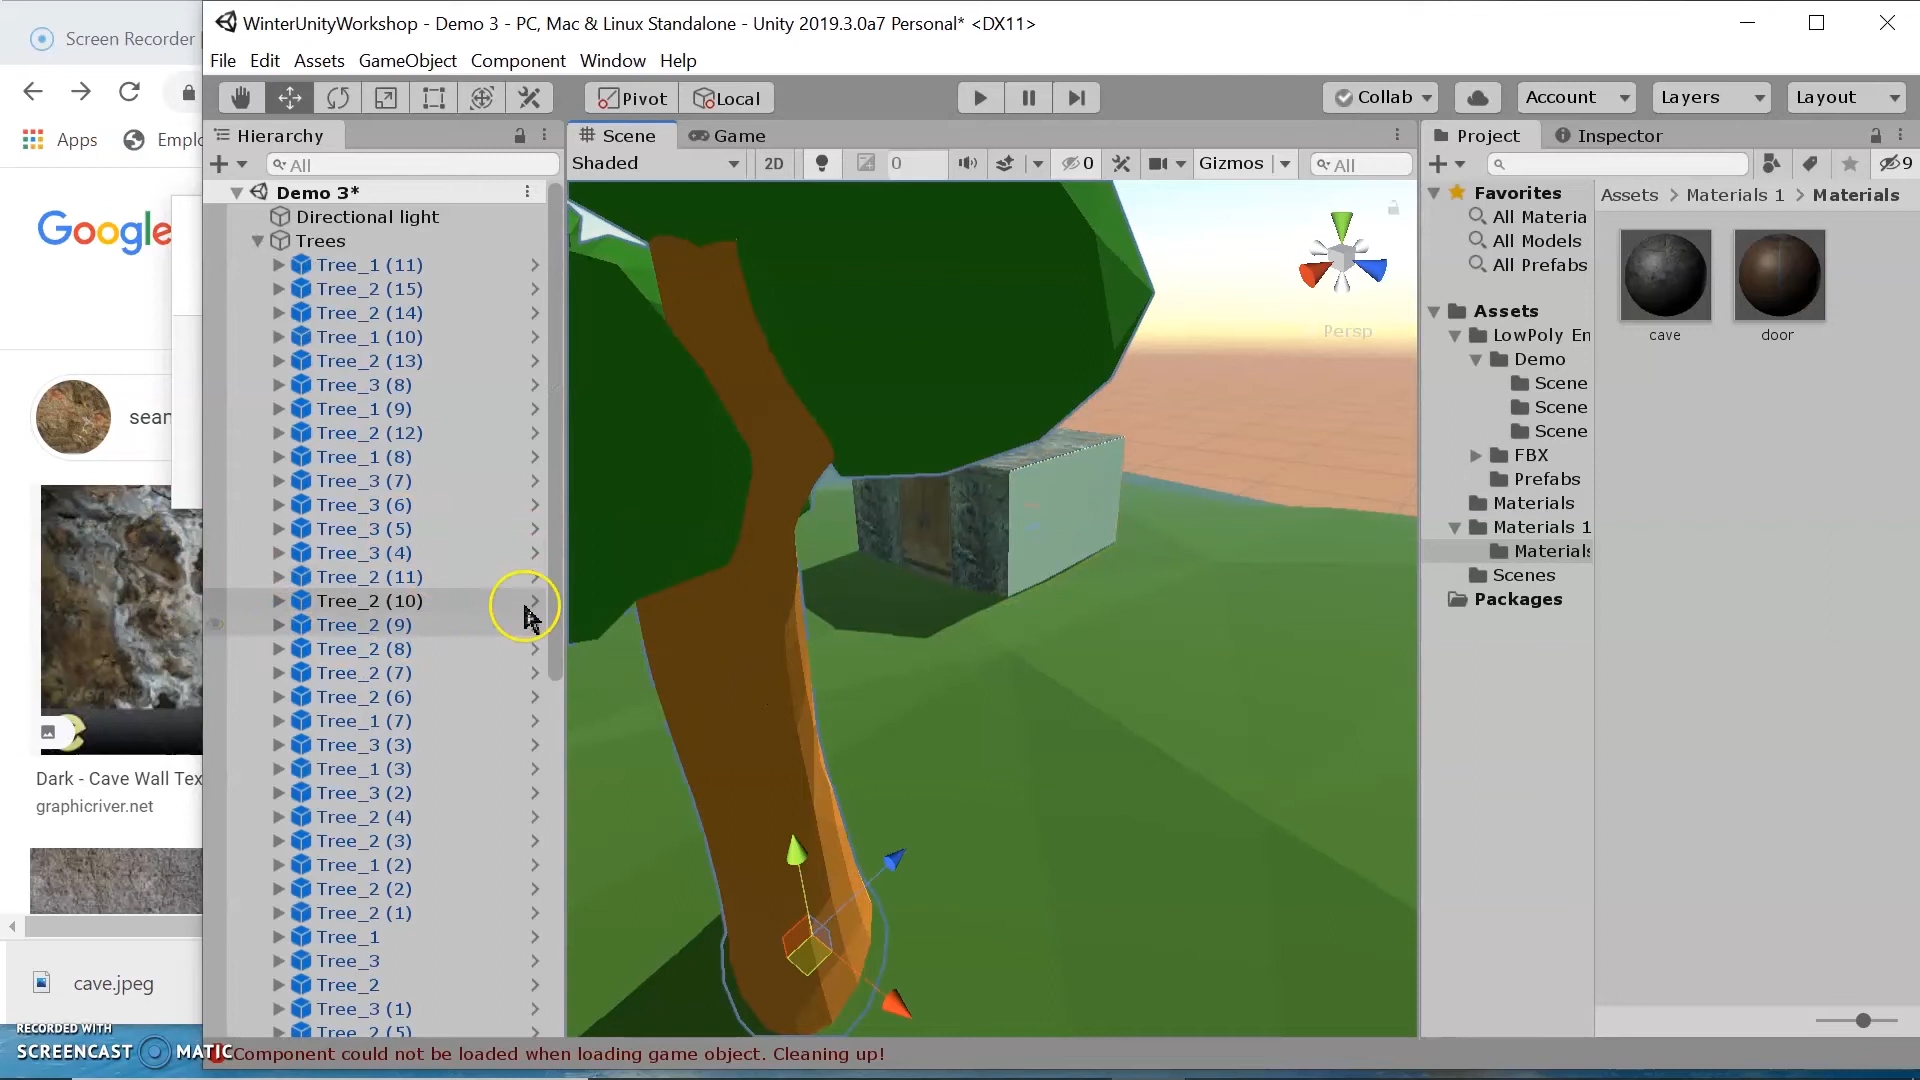 Screen Recorder
WinterUnityWorkshop - Demo 3 - PC, Mac & Linux Standalone - Unity 2019.3.0a7 Personal* <DX11>
File Edit Assets GameObject Component Window Help
Pivot Local
Collab Account Layers Layout
Apps
Hierarchy
Scene Game
Project Inspector
All
Shaded 2D 0 0 Gizmos All
9
Demo 3*
Directional light
Trees
Tree_1 (11)
Tree_2 (15)
Tree_2 (14)
Tree_1 (10)
Tree_2 (13)
Tree_3 (8)
Tree_1 (9)
Tree_2 (12)
Tree_1 (8)
Tree_3 (7)
Tree_3 (6)
Tree_3 (5)
Tree_3 (4)
Tree_2 (11)
Tree_2 (10)
Tree_2 (9)
Tree_2 (8)
Tree_2 (7)
Tree_2 (6)
Tree_1 (7)
Tree_3 (3)
Tree_1 (3)
Tree_3 (2)
Tree_2 (4)
Tree_2 (3)
Tree_1 (2)
Tree_2 (2)
Tree_2 (1)
Tree_1
Tree_3
Tree_2
Tree_3 (1)
Tree_2 (5)
Persp
Favorites
All Materia
All Models
All Prefabs
Assets
LowPoly En
Demo
Scene
Scene
Scene
FBX
Prefabs
Materials
Materials 1
Materials
Scenes
Packages
Assets > Materials 1 > Materials
cave door
Google
sean
Dark - Cave Wall Tex
graphicriver.net
cave.jpeg
RECORDED WITH
SCREENCAST MATIC
Component could not be loaded when loading game object. Cleaning up!